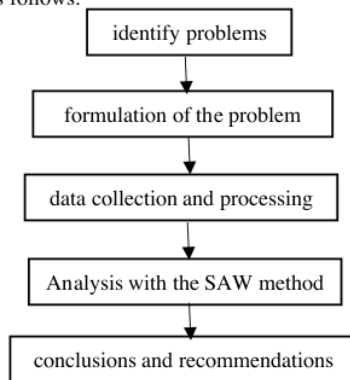 s follows:
identify problems
formulation of the problem
data collection and processing
Analysis with the SAW method
conclusions and recommendations